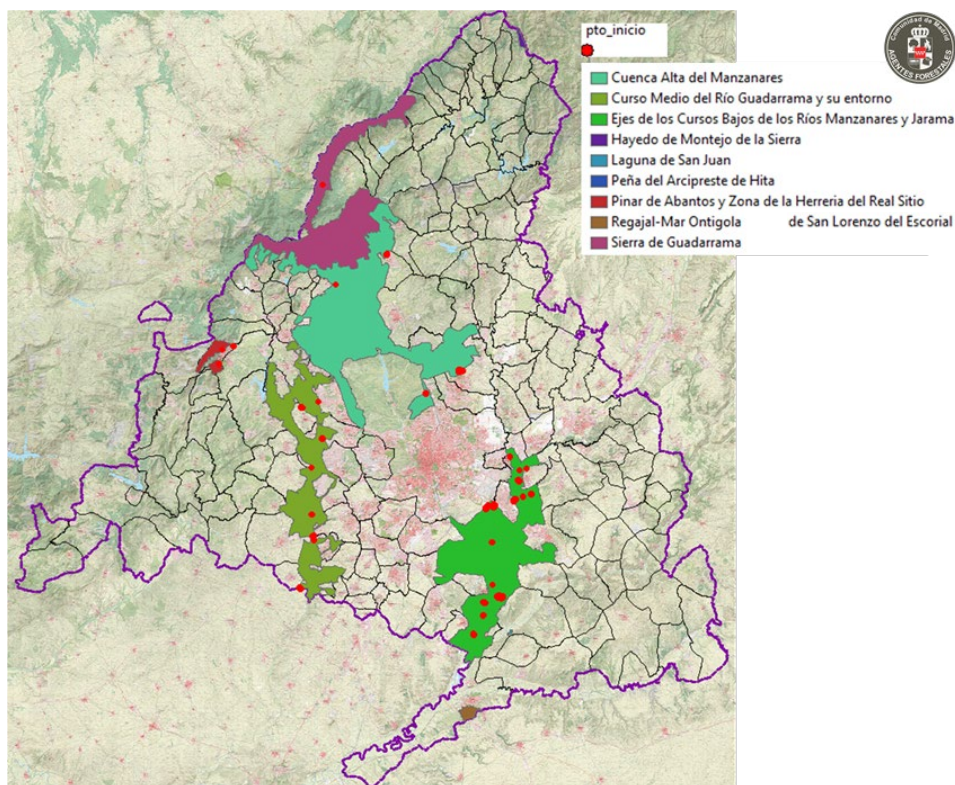 pto_inicio
Comunidad de Madrid
AGENTES FORESTALES
Cuenca Alta del Manzanares
Curso Medio del Río Guadarrama y su entorno
Ejes de los Cursos Bajos de los Ríos Manzanares y Jarama
Hayedo de Montejo de la Sierra
Laguna de San Juan
Peña del Arcipreste de Hita
Pinar de Abantos y Zona de la Herreria del Real Sitio
Regajal-Mar Ontigola de San Lorenzo del Escorial
Sierra de Guadarrama